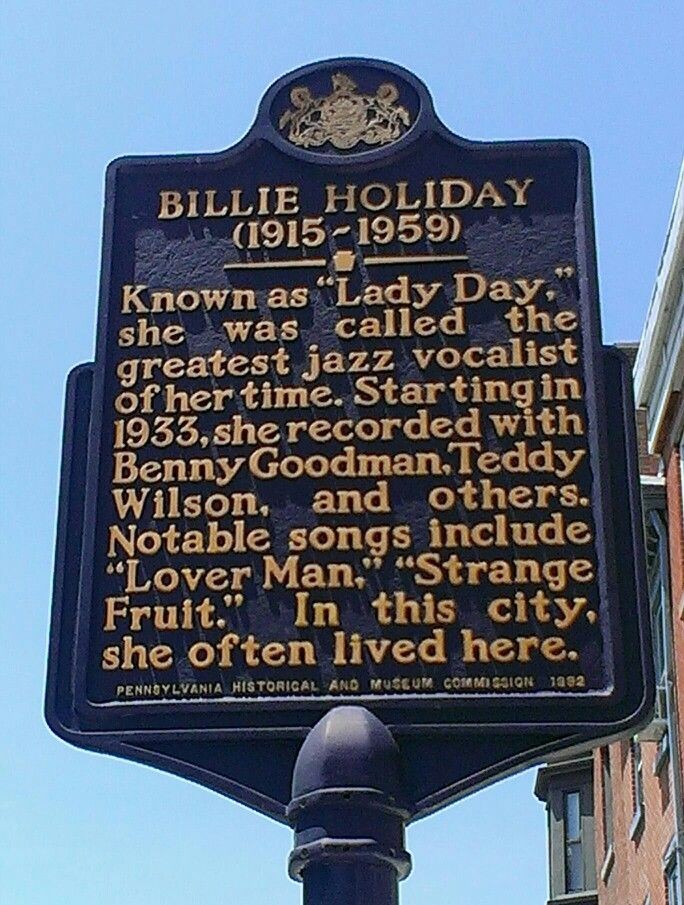 BILLIE HOLIDAY
(1915-1959)
Known as "Lady Day,"
she was called the
greatest jazz vocalist
of her time. Starting in
1933, she recorded with
Benny Goodman, Teddy
Wilson, and others.
Notable songs include
"Lover Man," "Strange
Fruit." In this city,
she often lived here.
PENNSYLVANIA HISTORICAL AND MUSEUM COMMISSION 1992